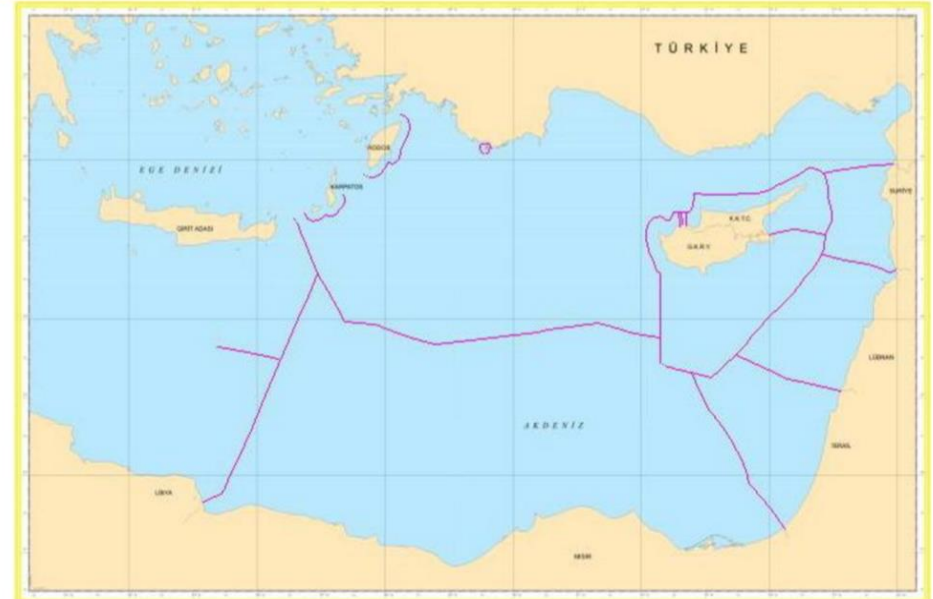 TÜRKİYE
EGE DENİZİ
RODOS
KARPATOS
GİRİT ADASI
K.K.T.C.
G.K.R.Y.
SURİYE
LÜBNAN
İSRAİL
AKDENİZ
LİBYA
MISIR